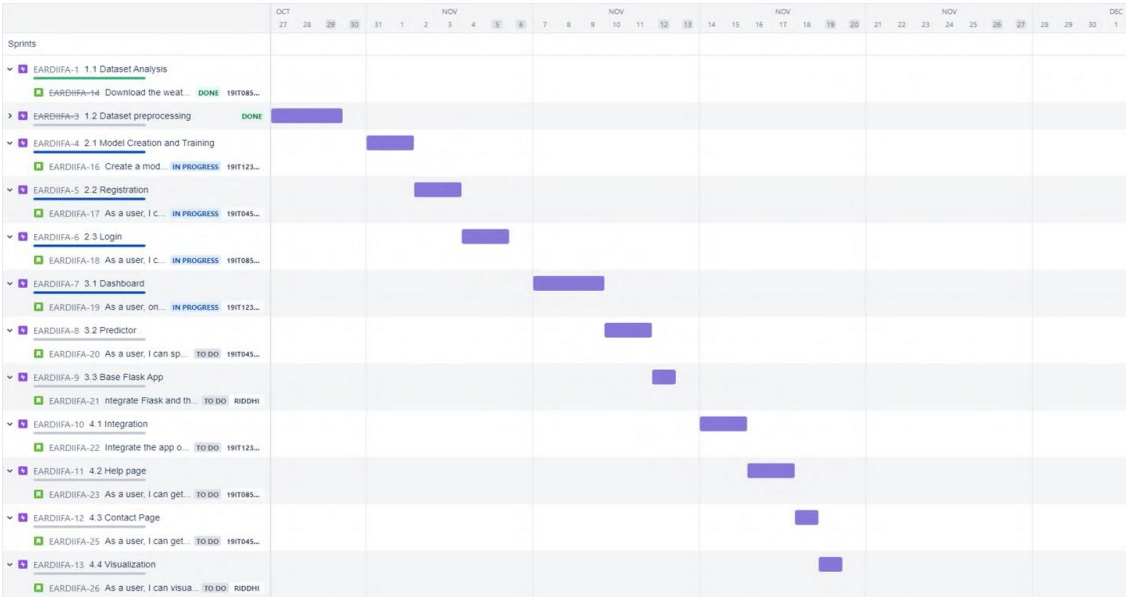 OCT NOV NOV NOV NOV DEC
27 28 29 30 31 1 2 3 4 5 6 7 8 9 10 11 12 13 14 15 16 17 18 19 20 21 22 23 24 25 26 27 28 29 30 1
Sprints
EARDIIFA-1 1.1 Dataset Analysis
EARDIIFA-14 Download the weat... DONE 19IT085...
EARDIIFA-3 1.2 Dataset preprocessing DONE
EARDIIFA-4 2.1 Model Creation and Training
EARDIIFA-16 Create a mod... IN PROGRESS 19IT123...
EARDIIFA-5 2.2 Registration
EARDIIFA-17 As a user, I c... IN PROGRESS 19IT045...
EARDIIFA-6 2.3 Login
EARDIIFA-18 As a user, I c... IN PROGRESS 19IT085...
EARDIIFA-7 3.1 Dashboard
EARDIIFA-19 As a user, on... IN PROGRESS 19IT123...
EARDIIFA-8 3.2 Predictor
EARDIIFA-20 As a user, I can sp... TO DO 19IT045...
EARDIIFA-9 3.3 Base Flask App
EARDIIFA-21 ntegrate Flask and th... TO DO RIDDHI
EARDIIFA-10 4.1 Integration
EARDIIFA-22 Integrate the app o... TO DO 19IT123...
EARDIIFA-11 4.2 Help page
EARDIIFA-23 As a user, I can get... TO DO 19IT085...
EARDIIFA-12 4.3 Contact Page
EARDIIFA-25 As a user, I can get... TO DO 19IT045...
EARDIIFA-13 4.4 Visualization
EARDIIFA-26 As a user, I can visua... TO DO RIDDHI